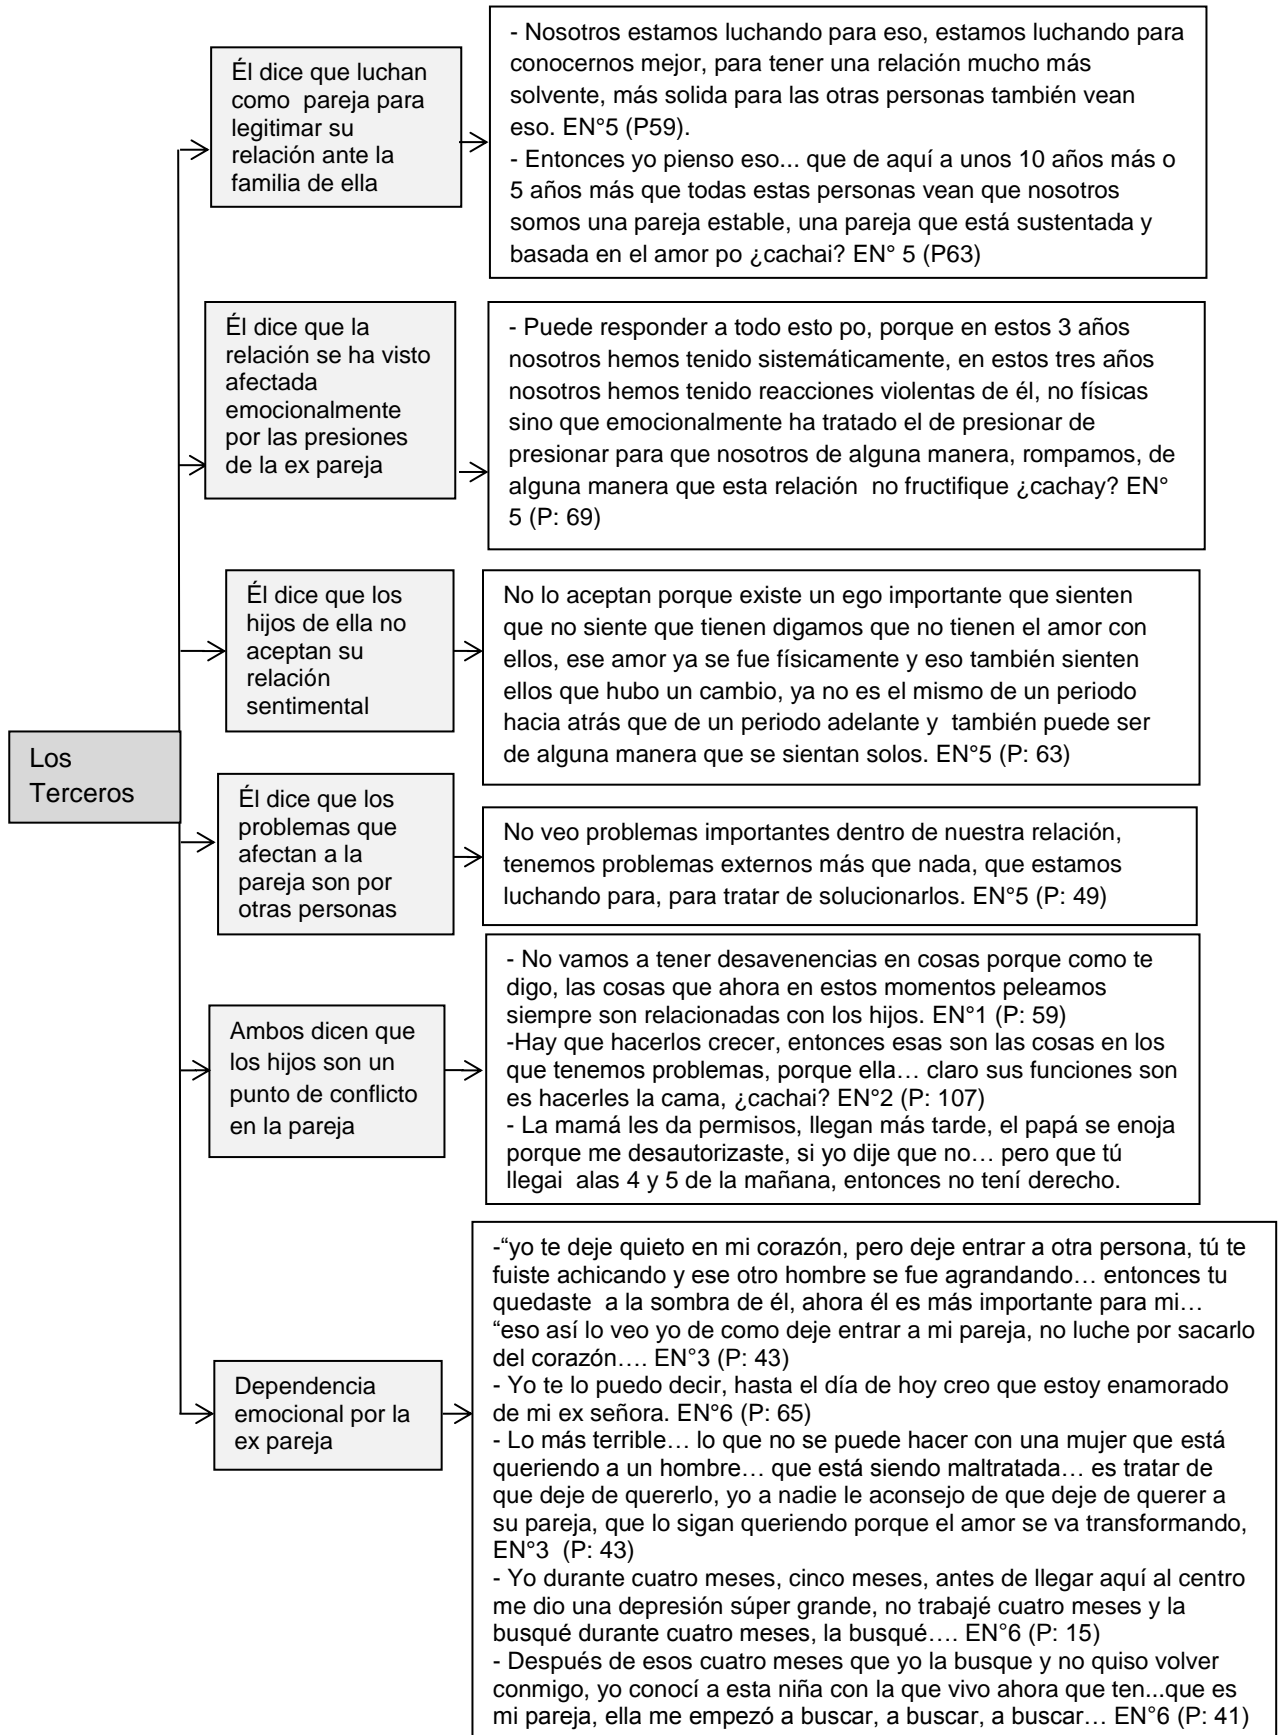 Los
Terceros
Él dice que luchan
como pareja para
legitimar su
relación ante la
familia de ella
- Nosotros estamos luchando para eso, estamos luchando para
conocernos mejor, para tener una relación mucho más
solvente, más solida para las otras personas también vean
eso. EN°5 (P59).
- Entonces yo pienso eso... que de aquí a unos 10 años más o
5 años más que todas estas personas vean que nosotros
somos una pareja estable, una pareja que está sustentada y
basada en el amor po ¿cachai? EN° 5 (P63)
Él dice que la
relación se ha visto
afectada
emocionalmente
por las presiones
de la ex pareja
- Puede responder a todo esto po, porque en estos 3 años
nosotros hemos tenido sistemáticamente, en estos tres años
nosotros hemos tenido reacciones violentas de él, no físicas
sino que emocionalmente ha tratado el de presionar de
presionar para que nosotros de alguna manera, rompamos, de
alguna manera que esta relación no fructifique ¿cachay? EN°
5 (P: 69)
Él dice que los
hijos de ella no
aceptan su
relación
sentimental
No lo aceptan porque existe un ego importante que sienten
que no siente que tienen digamos que no tienen el amor con
ellos, ese amor ya se fue físicamente y eso también sienten
ellos que hubo un cambio, ya no es el mismo de un periodo
hacia atrás que de un periodo adelante y también puede ser
de alguna manera que se sientan solos. EN°5 (P: 63)
Él dice que los
problemas que
afectan a la
pareja son por
otras personas
No veo problemas importantes dentro de nuestra relación,
tenemos problemas externos más que nada, que estamos
luchando para, para tratar de solucionarlos. EN°5 (P: 49)
Ambos dicen que
los hijos son un
punto de conflicto
en la pareja
- No vamos a tener desavenencias en cosas porque como te
digo, las cosas que ahora en estos momentos peleamos
siempre son relacionadas con los hijos. EN°1 (P: 59)
-Hay que hacerlos crecer, entonces esas son las cosas en los
que tenemos problemas, porque ella… claro sus funciones son
es hacerles la cama, ¿cachai? EN°2 (P: 107)
- La mamá les da permisos, llegan más tarde, el papá se enoja
porque me desautorizaste, si yo dije que no… pero que tú
llegai alas 4 y 5 de la mañana, entonces no tení derecho.
Dependencia
emocional por la
ex pareja
-“yo te deje quieto en mi corazón, pero deje entrar a otra persona, tú te
fuiste achicando y ese otro hombre se fue agrandando… entonces tu
quedaste a la sombra de él, ahora él es más importante para mi…
“eso así lo veo yo de como deje entrar a mi pareja, no luche por sacarlo
del corazón…. EN°3 (P: 43)
- Yo te lo puedo decir, hasta el día de hoy creo que estoy enamorado
de mi ex señora. EN°6 (P: 65)
- Lo más terrible… lo que no se puede hacer con una mujer que está
queriendo a un hombre… que está siendo maltratada… es tratar de
que deje de quererlo, yo a nadie le aconsejo de que deje de querer a
su pareja, que lo sigan queriendo porque el amor se va transformando,
EN°3 (P: 43)
- Yo durante cuatro meses, cinco meses, antes de llegar aquí al centro
me dio una depresión súper grande, no trabajé cuatro meses y la
busqué durante cuatro meses, la busqué…. EN°6 (P: 15)
- Después de esos cuatro meses que yo la busque y no quiso volver
conmigo, yo conocí a esta niña con la que vivo ahora que ten...que es
mi pareja, ella me empezó a buscar, a buscar, a buscar… EN°6 (P: 41)